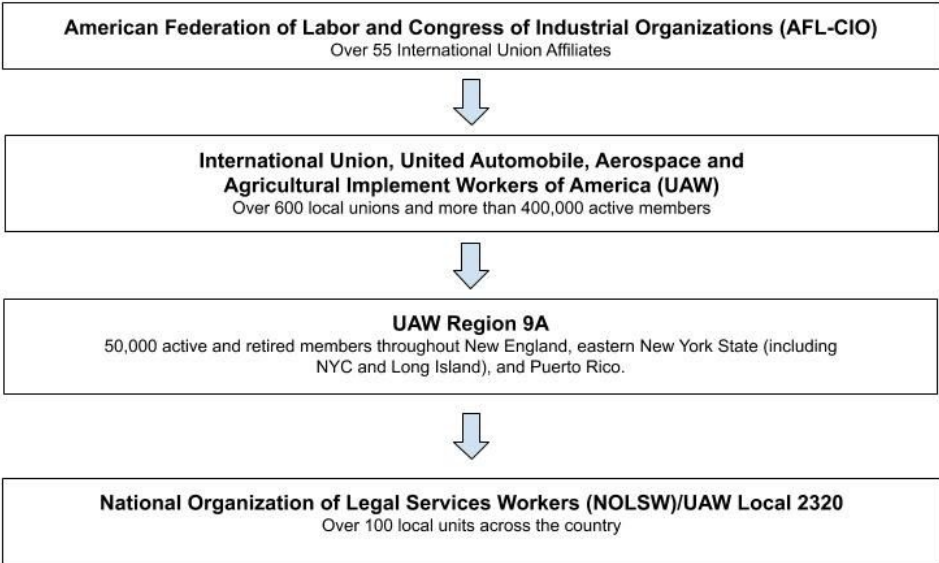 American Federation of Labor and Congress of Industrial Organizations (AFL-CIO)
Over 55 International Union Affiliates
International Union, United Automobile, Aerospace and
Agricultural Implement Workers of America (UAW)
Over 600 local unions and more than 400,000 active members
UAW Region 9A
50,000 active and retired members throughout New England, eastern New York State (including
NYC and Long Island), and Puerto Rico.
National Organization of Legal Services Workers (NOLSW)/UAW Local 2320
Over 100 local units across the country